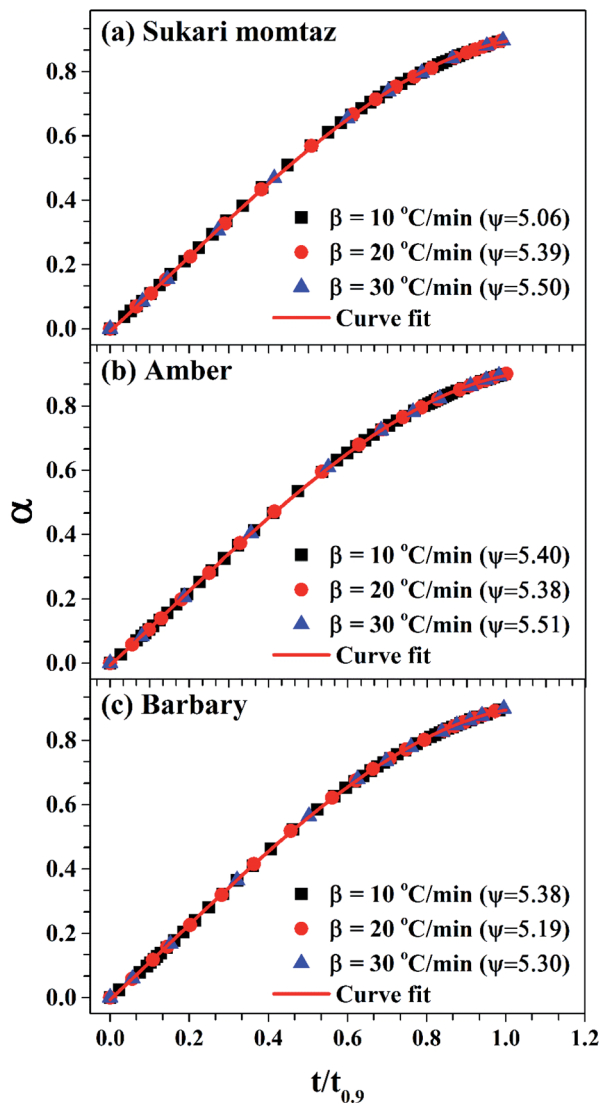 (a) Sukari momtaz
0.8
0.6
0.4
0.2
0.0
β = 10 °C/min (ψ=5.06)
β = 20 °C/min (ψ=5.39)
β = 30 °C/min (ψ=5.50)
Curve fit
(b) Amber
0.8
0.6
0.4
0.2
0.0
β = 10 °C/min (ψ=5.40)
β = 20 °C/min (ψ=5.38)
β = 30 °C/min (ψ=5.51)
Curve fit
α
(c) Barbary
0.8
0.6
0.4
0.2
0.0
β = 10 °C/min (ψ=5.38)
β = 20 °C/min (ψ=5.19)
β = 30 °C/min (ψ=5.30)
Curve fit
0.0 0.2 0.4 0.6 0.8 1.0 1.2
t/t0.9